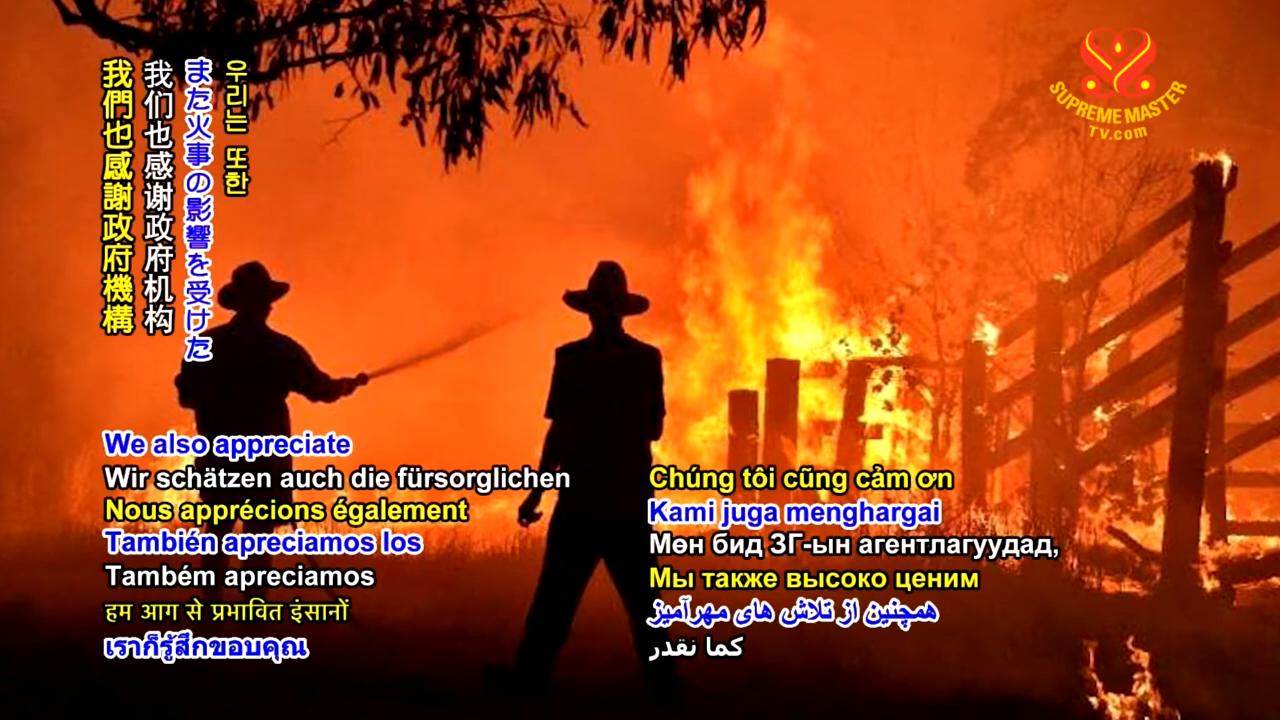 우리는 또한
また火事の影響を受けた
我们也感谢政府机构
我們也感謝政府機構
SUPREME MASTER
TV.com
We also appreciate
Wir schätzen auch die fürsorglichen
Nous apprécions également
También apreciamos los
Também apreciamos
हम आग से प्रभावित इंसानों
เราก็รู้สึกขอบคุณ
Chúng tôi cũng cảm ơn
Kami juga menghargai
Мөн бид ЗГ-ын агентлагуудад,
Мы также высоко ценим
همچنین از تلاش های مهرآمیز
كما نقدر